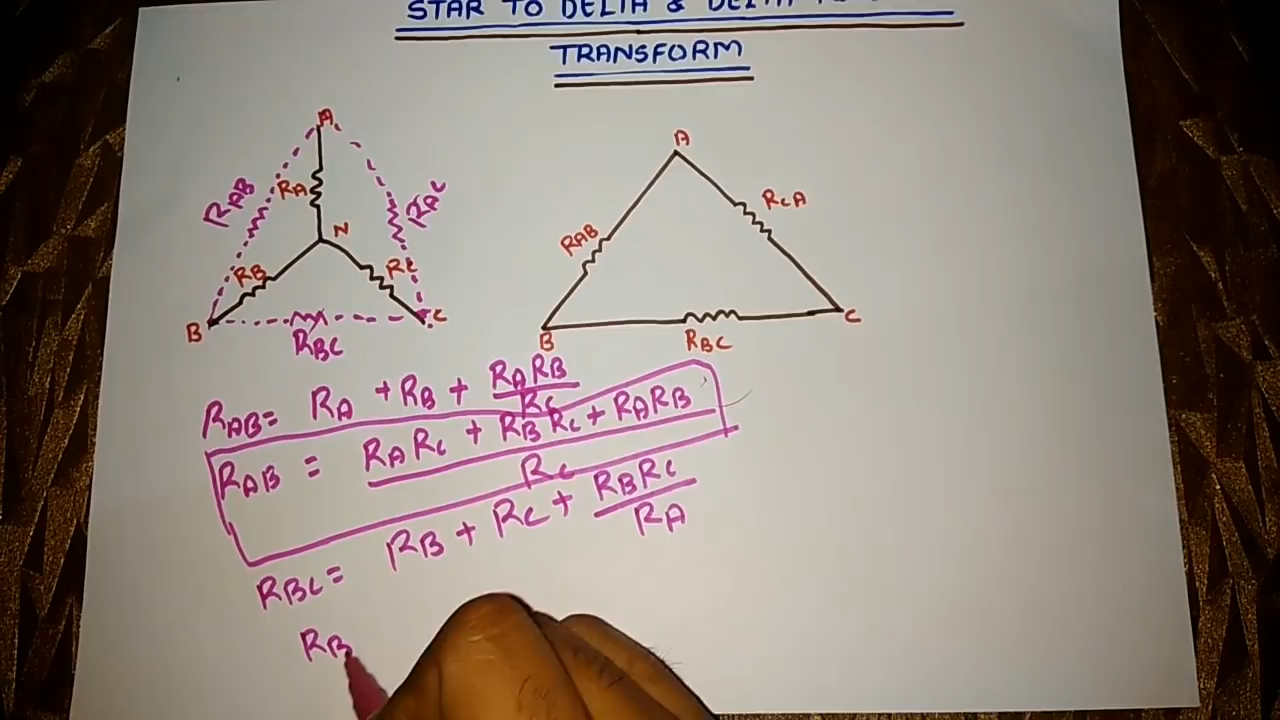 STAR TO DELTA & DELTA
TRANSFORM
A
RAB
RA
RAC
N
RB
RC
B
C
RBC
A
RAB
RCA
B
C
RBC
RAB = RA + RB + RARB
RC
RAB = RARC + RBRC + RARB
RC
RBC = RB + RC + RBRC
RA
RB